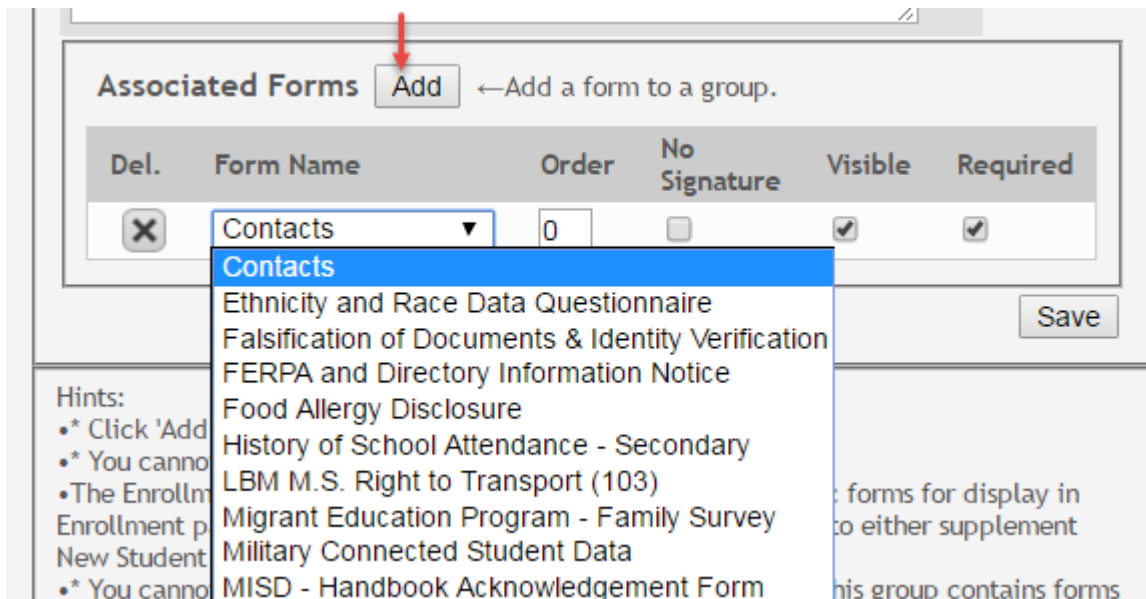 Associated Forms Add ←Add a form to a group.
Del. Form Name Order No Signature Visible Required
Contacts 0
Contacts
Ethnicity and Race Data Questionnaire
Falsification of Documents & Identity Verification
FERPA and Directory Information Notice
Save
Hints:
Food Allergy Disclosure
•* Click 'Add
History of School Attendance - Secondary
•* You
LBM M.S. Right to Transport (103)
•The
forms for display in
Migrant Education Program - Family Survey
Enrollment
to either supplement
Military Connected Student Data
New Student
MISD - Handbook Acknowledgement Form
•* You
his group contains forms